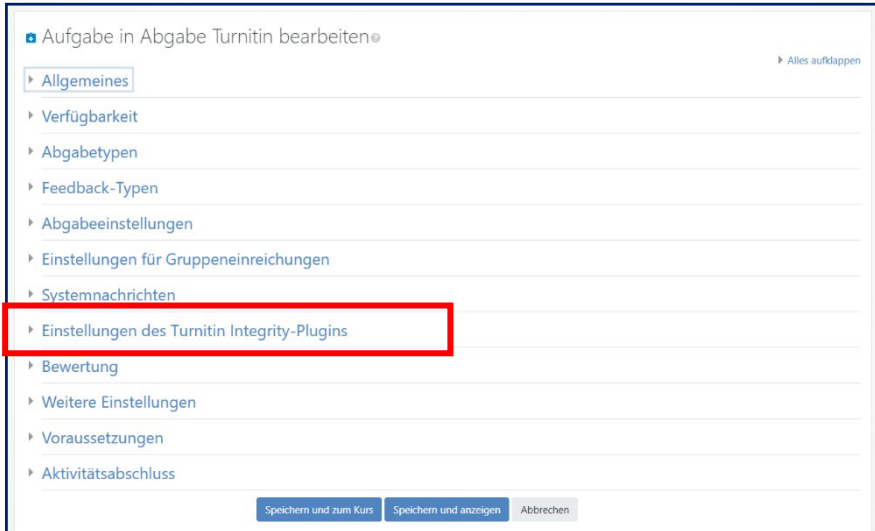 Aufgabe in Abgabe Turnitin bearbeiten
Alles aufklappen
Allgemeines
Verfügbarkeit
Abgabetypen
Feedback-Typen
Abgabeeinstellungen
Einstellungen für Gruppeneinreichungen
Systemnachrichten
Einstellungen des Turnitin Integrity-Plugins
Bewertung
Weitere Einstellungen
Voraussetzungen
Aktivitätsabschluss
Speichern und zum Kurs Speichern und anzeigen Abbrechen